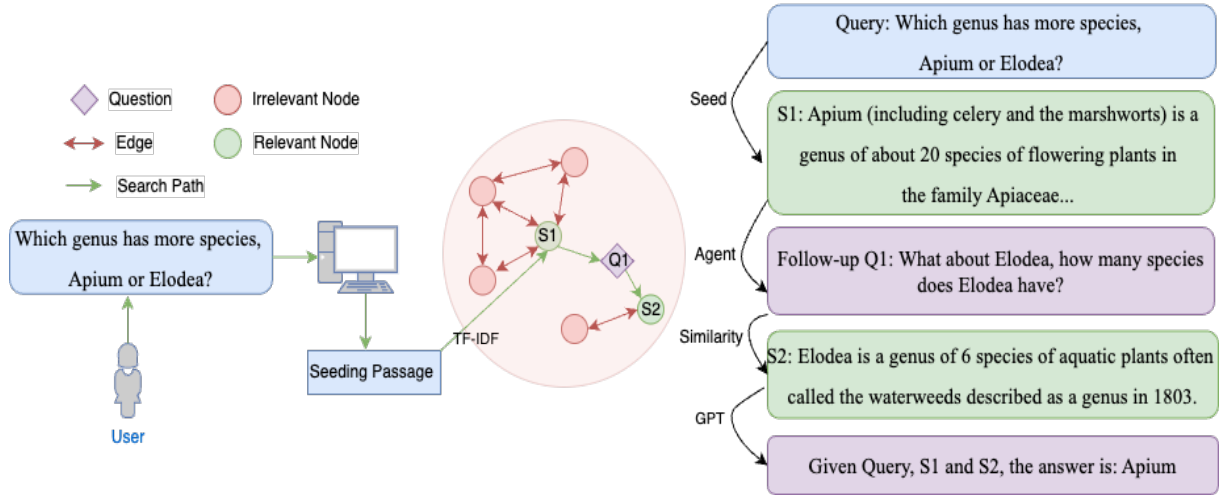 Question
Irrelevant Node
Edge
Relevant Node
Search Path
Which genus has more species,
Apium or Elodea?
User
Seeding Passage
TF-IDF
S1
Q1
S2
Query: Which genus has more species,
Apium or Elodea?
Seed
S1: Apium (including celery and the marshworts) is a
genus of about 20 species of flowering plants in
the family Apiaceae...
Agent
Follow-up Q1: What about Elodea, how many species
does Elodea have?
Similarity
S2: Elodea is a genus of 6 species of aquatic plants often
called the waterweeds described as a genus in 1803.
GPT
Given Query, S1 and S2, the answer is: Apium